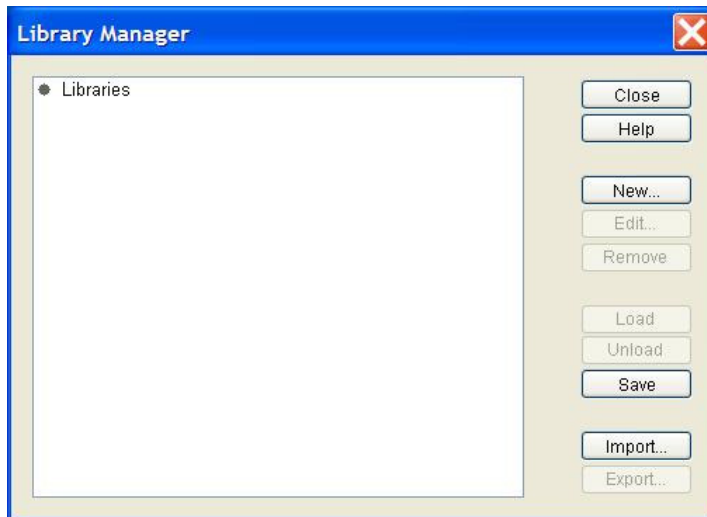 Library Manager
Libraries
Close
Help
New...
Edit...
Remove
Load
Unload
Save
Import...
Export...